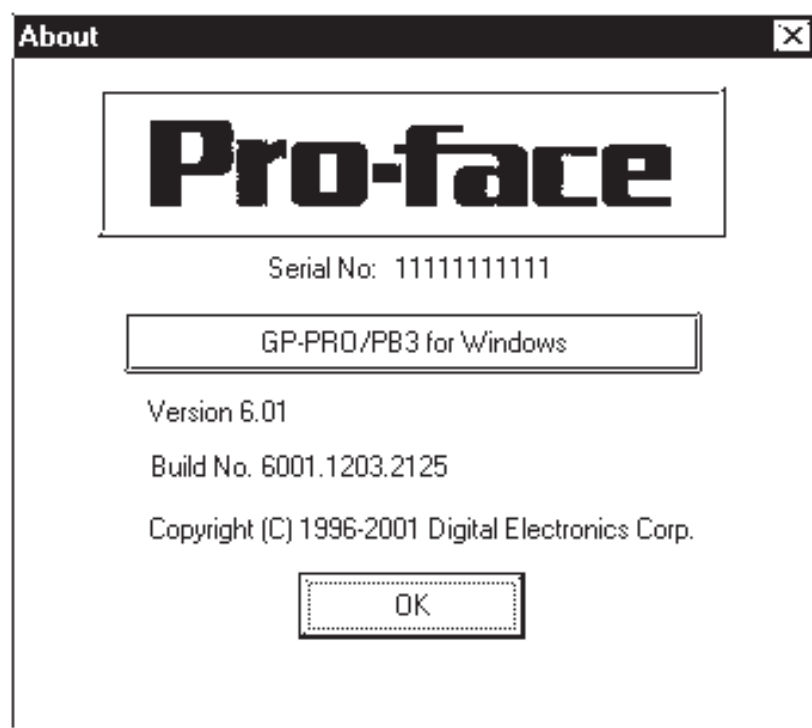 About
Pro-face
Serial No: 11111111111
GP-PRO/PB3 for Windows
Version 6.01
Build No. 6001.1203.2125
Copyright (C) 1996-2001 Digital Electronics Corp.
OK